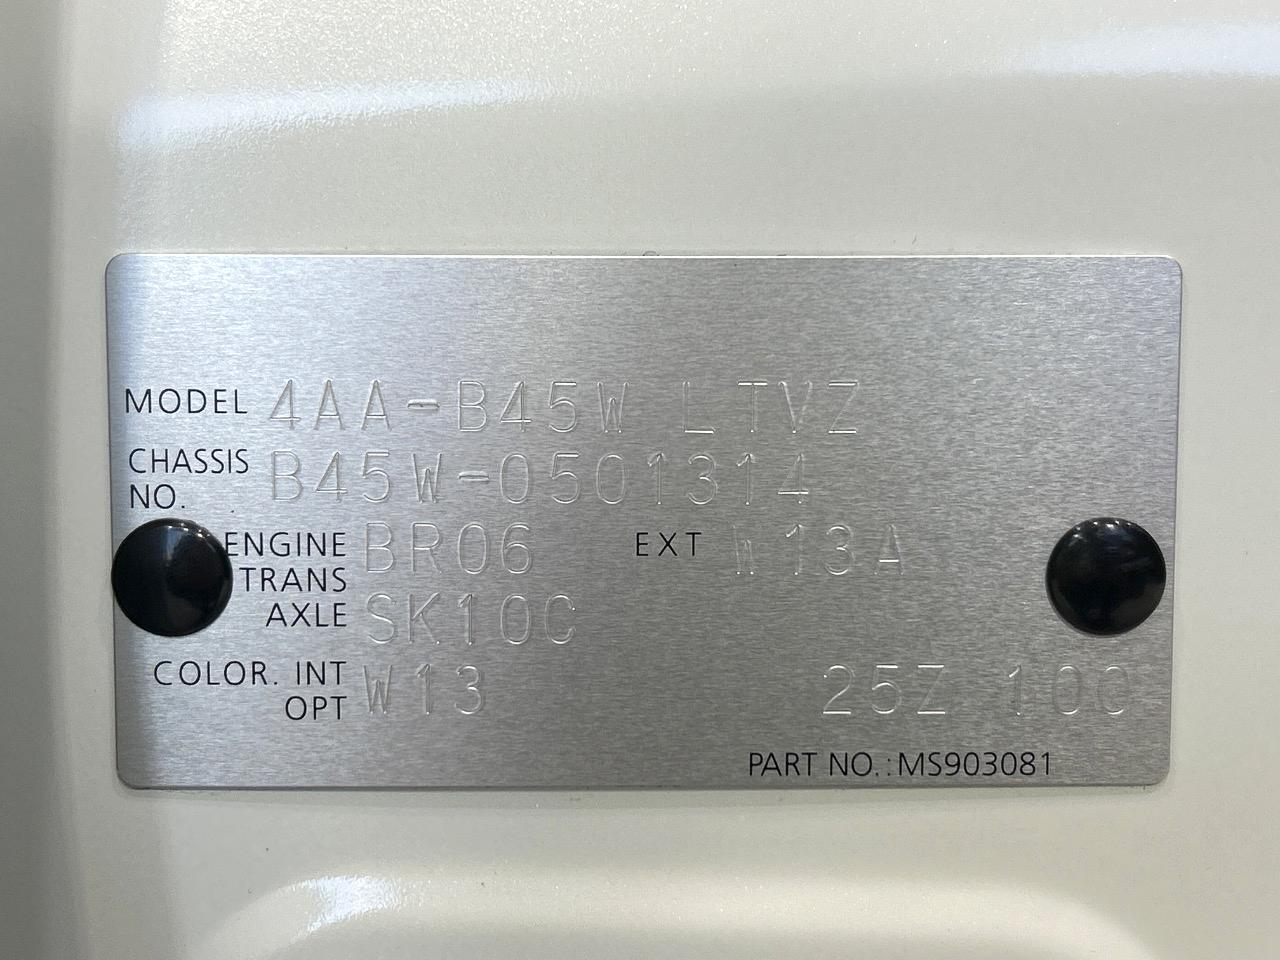 MODEL 4AA-B45W LTVZ
CHASSIS NO. B45W-0501314
ENGINE BR06 EXT W13A
TRANS AXLE SK10C
COLOR. INT OPT W13 25Z 10C
PART NO.:MS903081